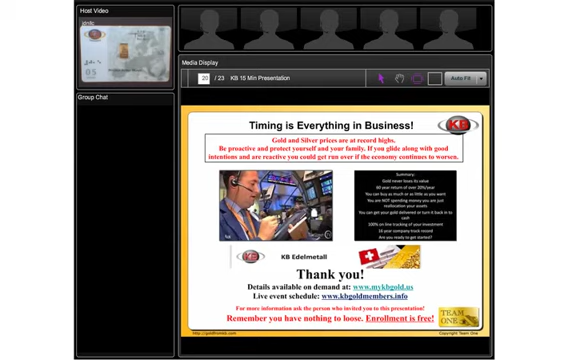 Host Video
jdnllc
KB
Group Chat
Media Display
20 / 23 KB 15 Min Presentation
Auto Fit
Timing is Everything in Business!
KB
Gold and Silver prices are at record highs.
Be proactive and protect yourself and your family. If you glide along with good
intentions and are reactive you could get run over if the economy continues to worsen.
Summary:
Gold never loses its value
60 year return of over 20%/year
You can buy as much or as little as you want
You are NOT spending money you are just
reallocation your assets
You can get your gold delivered or turn it back in to
cash
100% on line tracking of your investment
16 year company track record
Are you ready to get started?
KB Edelmetall
Thank you!
Details available on demand at: www.mykbgold.us
Live event schedule: www.kbgoldmembers.info
For more information ask the person who invited you to this presentation!
Remember you have nothing to loose. Enrollment is free!
TEAM
ONE
Copyright Team One